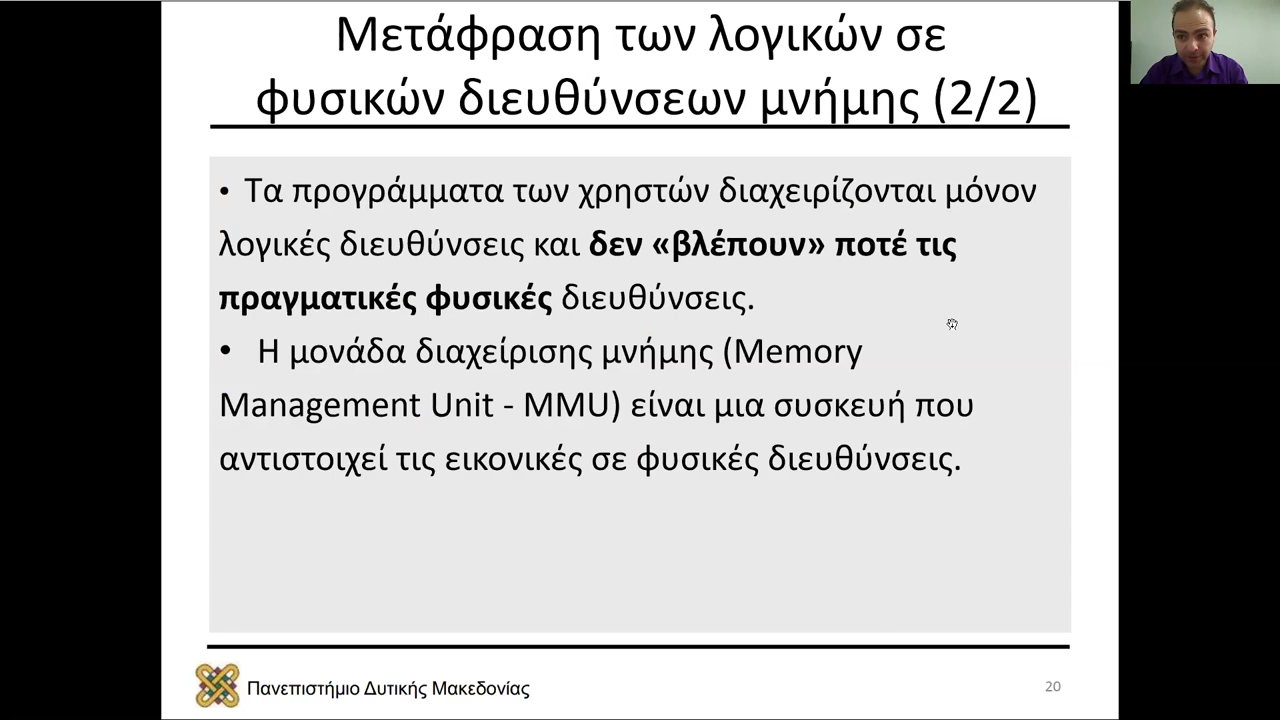 Μετάφραση των λογικών σε
φυσικών διευθύνσεων μνήμης (2/2)
• Τα προγράμματα των χρηστών διαχειρίζονται μόνον
λογικές διευθύνσεις και δεν «βλέπουν» ποτέ τις
πραγματικές φυσικές διευθύνσεις.
• Η μονάδα διαχείρισης μνήμης (Memory
Management Unit - MMU) είναι μια συσκευή που
αντιστοιχεί τις εικονικές σε φυσικές διευθύνσεις.
Πανεπιστήμιο Δυτικής Μακεδονίας
20